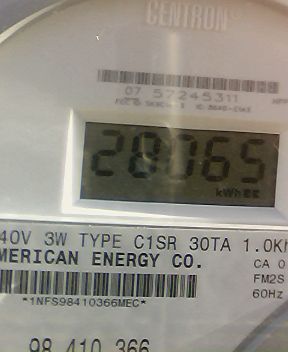 CENTRON®
07 57245311
28065
kWh
40V 3W TYPE C1SR 30TA 1.0Kh
MERICAN ENERGY CO.
CA 0
FM2S
60Hz
*1NFS98410366MEC*
98 410 366